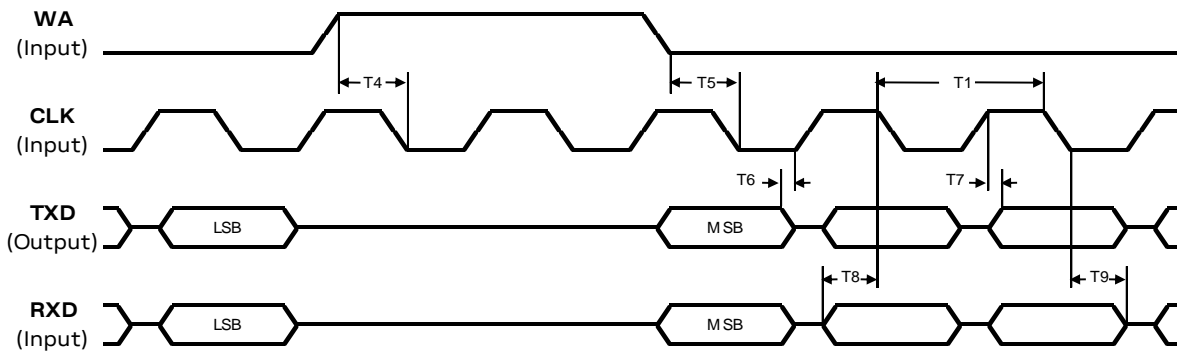 WA
(Input)
T4
T5
T1
CLK
(Input)
T6
T7
TXD
(Output)
LSB
MSB
T8
T9
RXD
(Input)
LSB
MSB